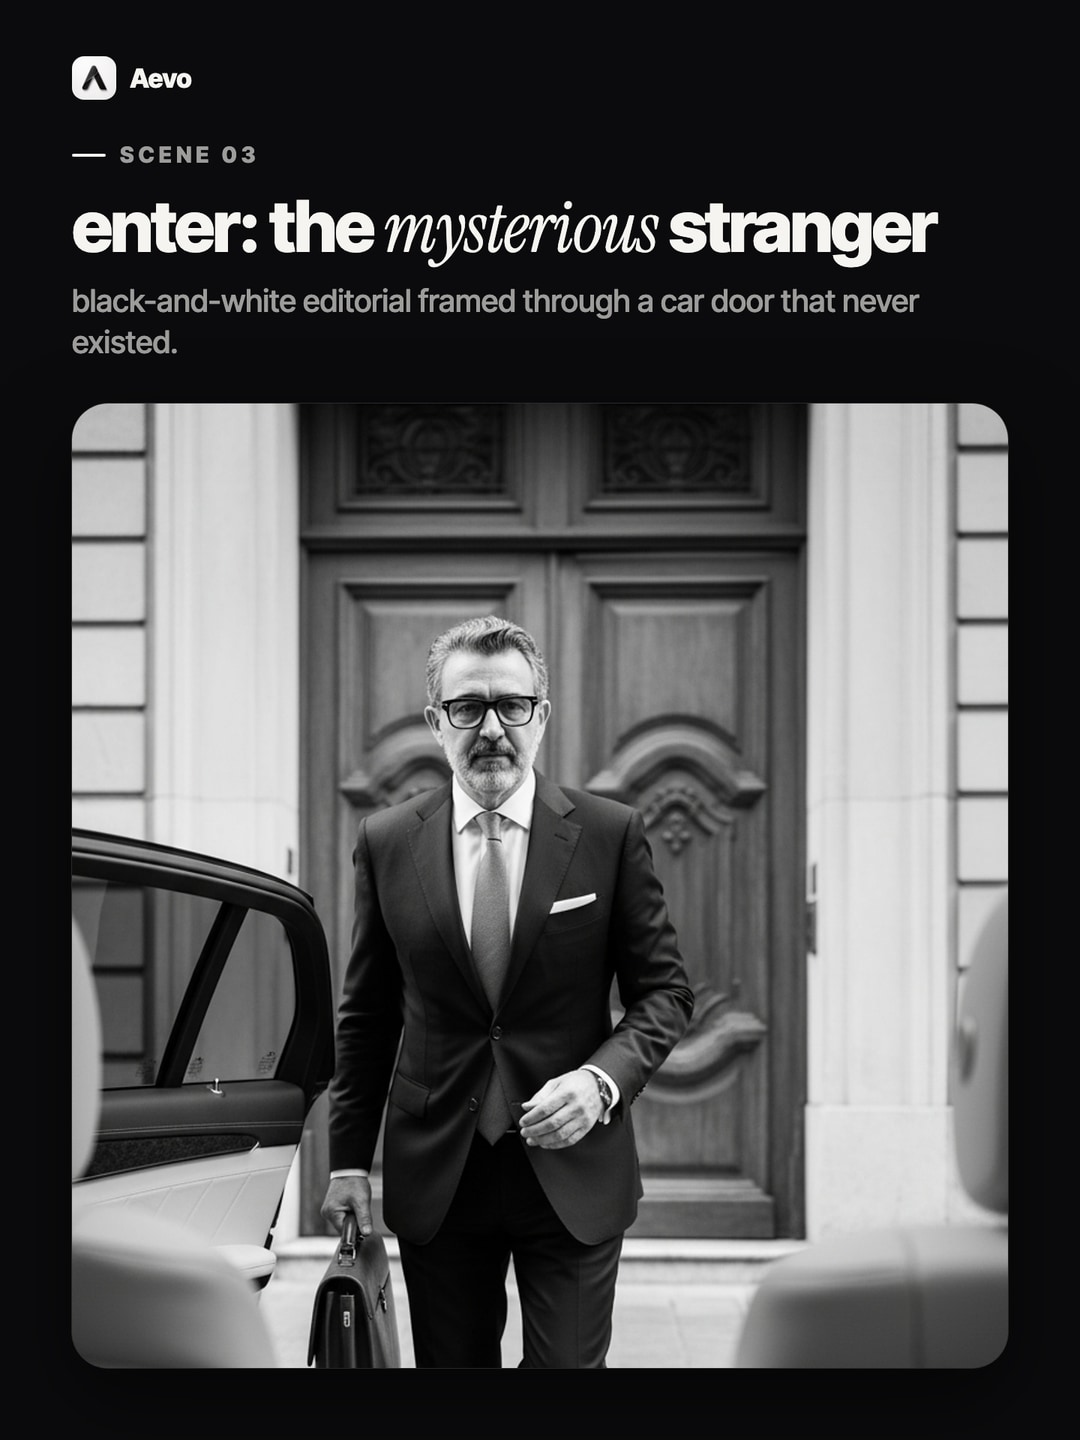 Aevo
SCENE 03
enter: the mysterious stranger
black-and-white editorial framed through a car door that never
existed.